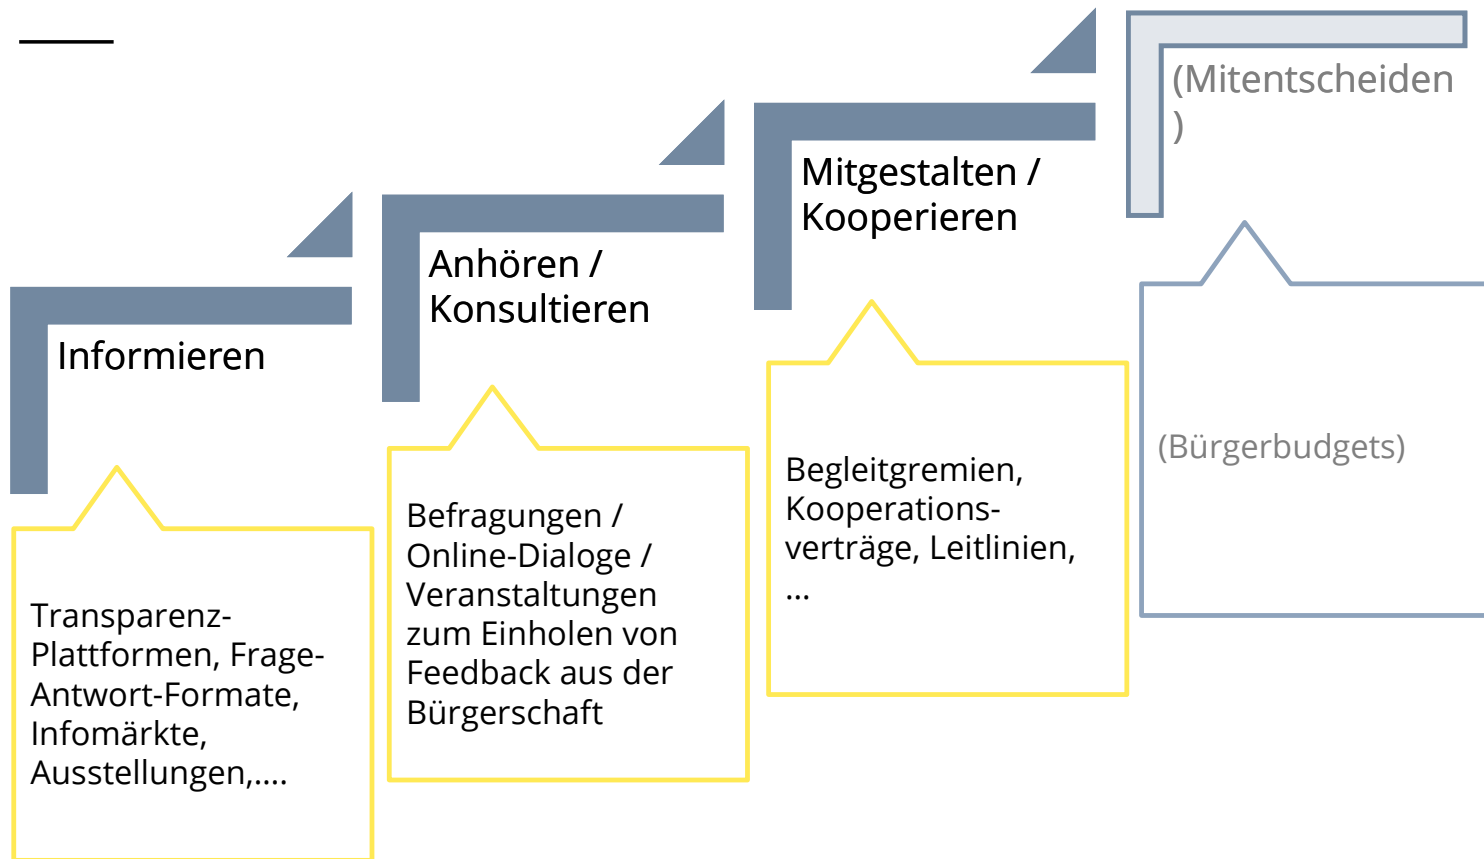 Informieren
Transparenz-
Plattformen, Frage-
Antwort-Formate,
Infomärkte,
Ausstellungen,....
Anhören /
Konsultieren
Befragungen /
Online-Dialoge /
Veranstaltungen
zum Einholen von
Feedback aus der
Bürgerschaft
Mitgestalten /
Kooperieren
Begleitgremien,
Kooperations-
verträge, Leitlinien,
...
(Mitentscheiden
)
(Bürgerbudgets)